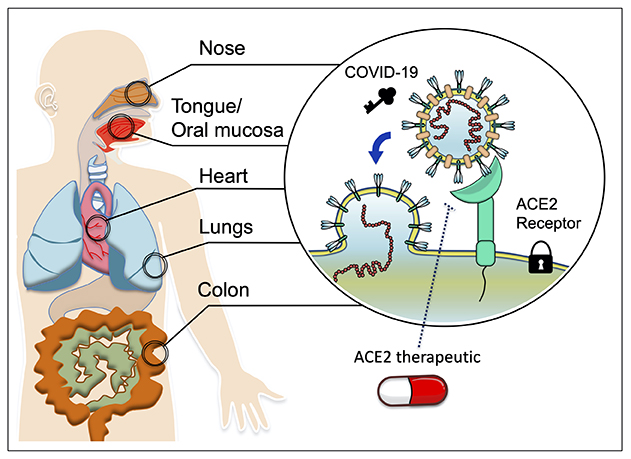 Nose
Tongue/
Oral mucosa
Heart
Lungs
Colon
COVID-19
ACE2
Receptor
ACE2 therapeutic